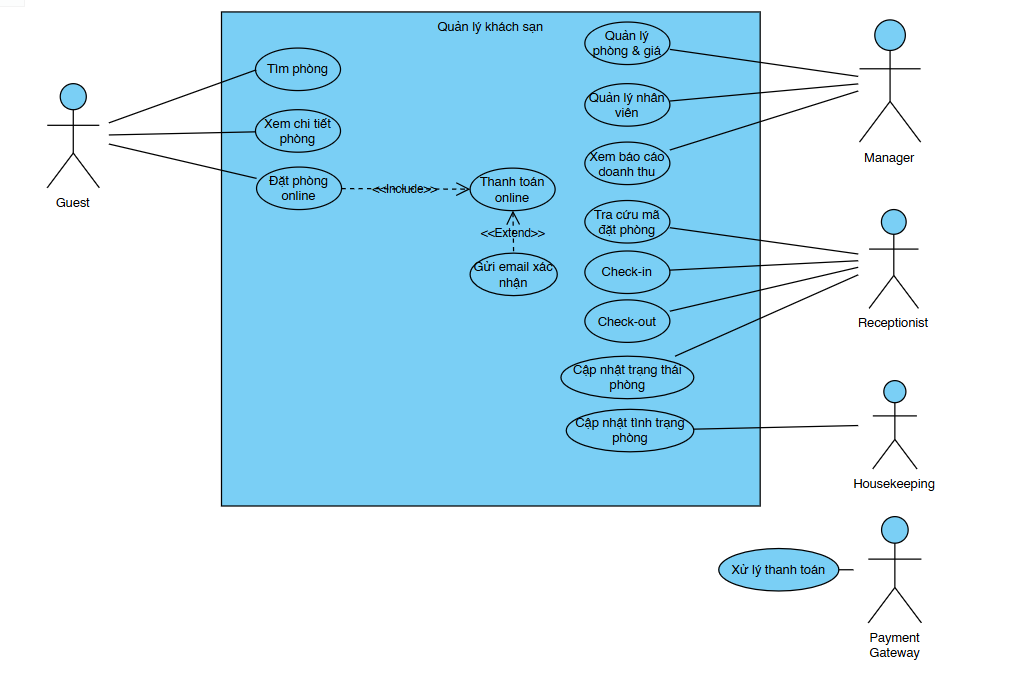 Quản lý khách sạn
Tìm phòng
Xem chi tiết
phòng
Đặt phòng
online
Guest
<<Include>>
Thanh toán
online
<<Extend>>
Gửi email xác
nhận
Quản lý
phòng & giá
Quản lý nhân
viên
Xem báo cáo
doanh thu
Tra cứu mã
đặt phòng
Check-in
Check-out
Cập nhật trạng thái
phòng
Cập nhật tình trạng
phòng
Manager
Receptionist
Housekeeping
Xử lý thanh toán
Payment
Gateway